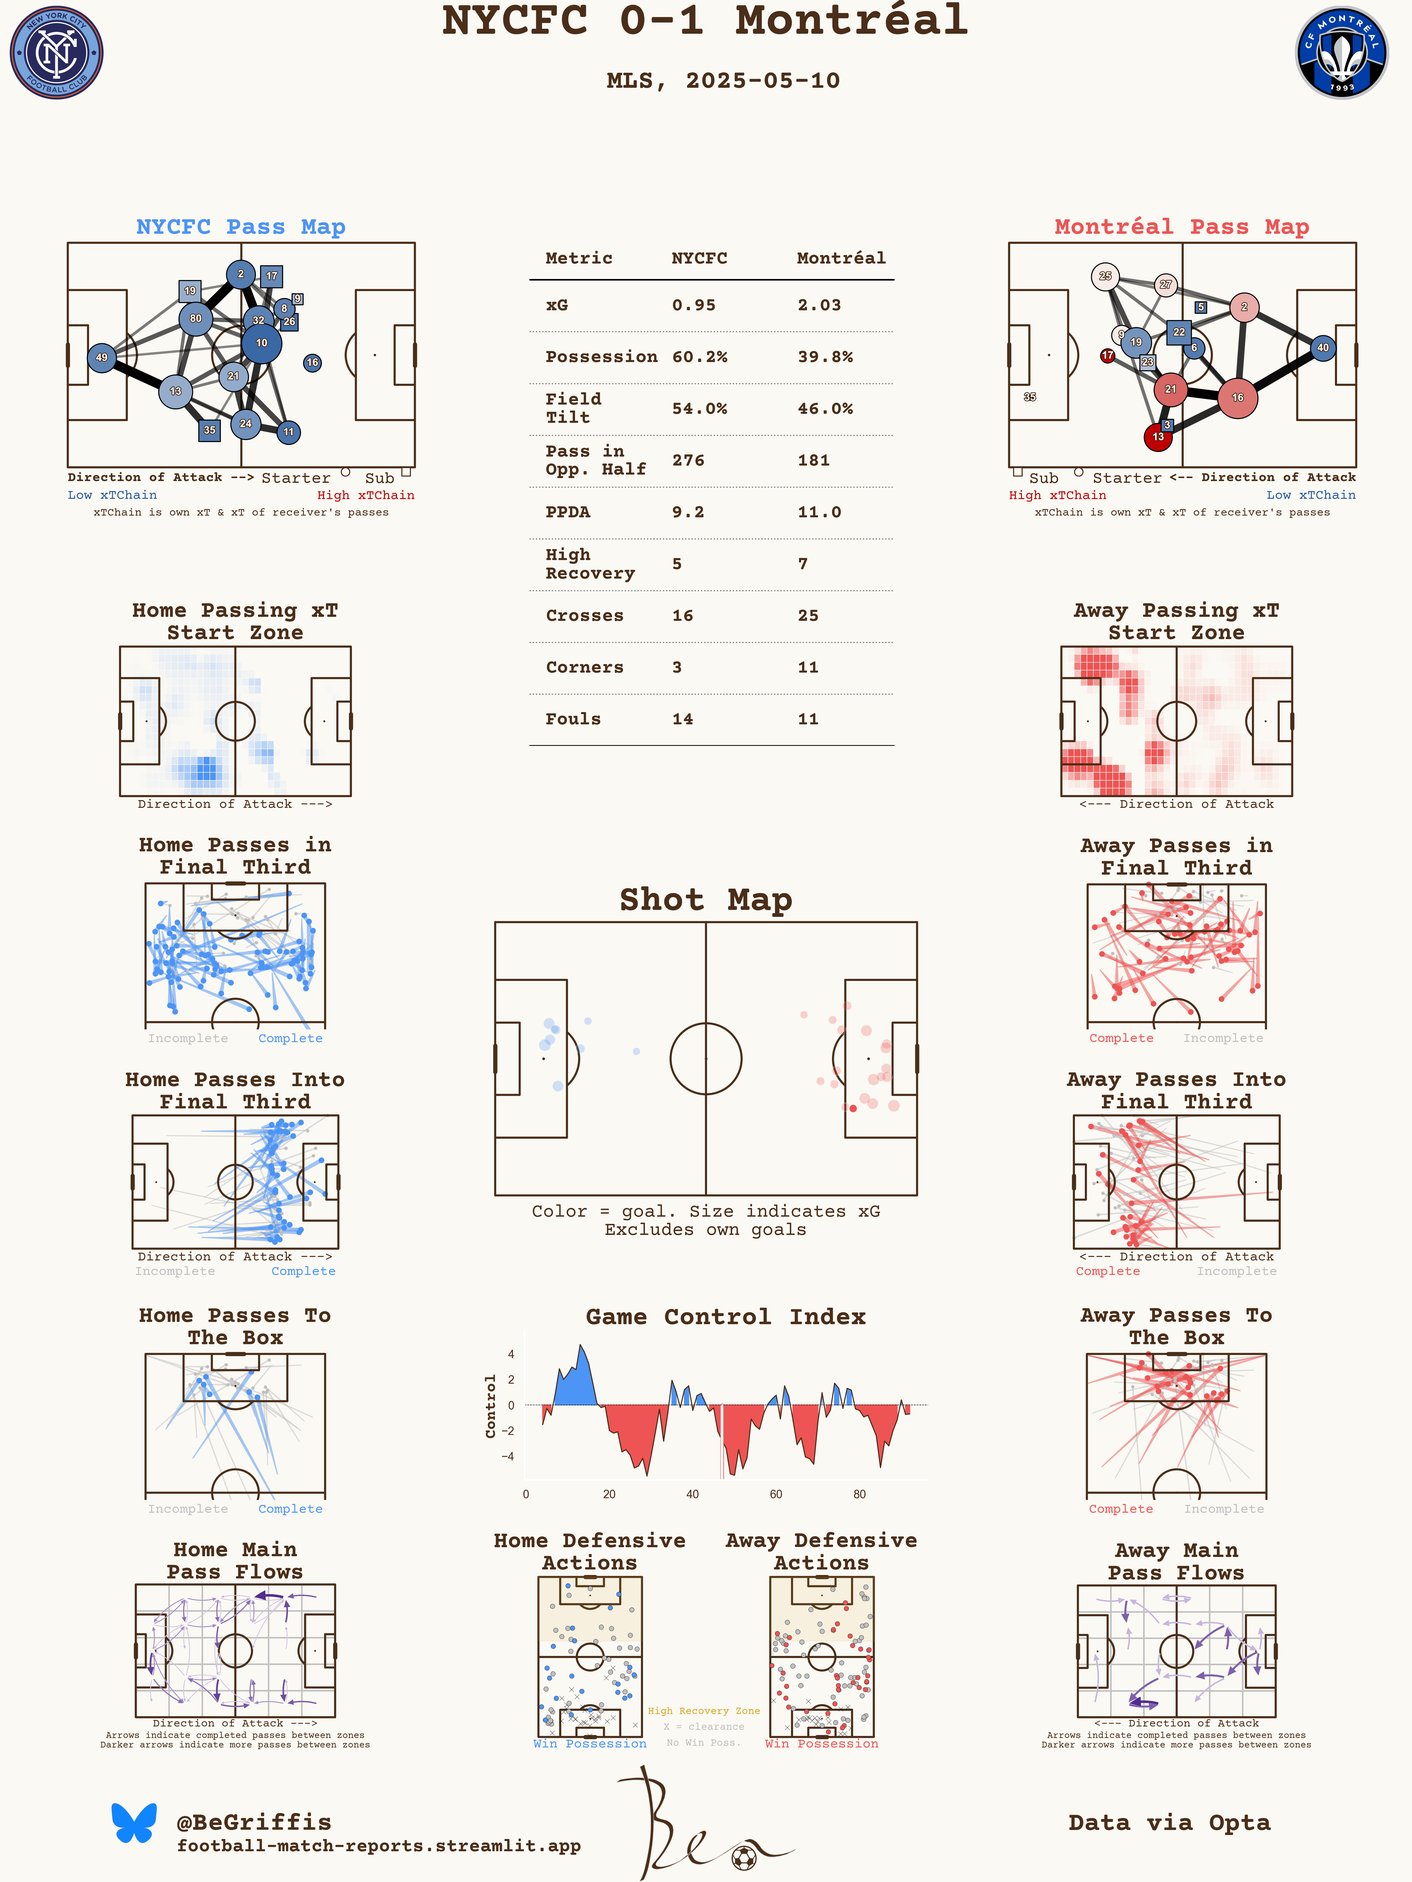 NYCFC 0-1 Montréal
MLS, 2025-05-10
NEW YORK CITY
FOOTBALL CLUB
CF MONTRÉAL
1993
NYCFC Pass Map
2
17
19
9
8
80
32
26
10
49
16
21
13
35
24
11
Direction of Attack --> Starter Sub
Low xTChain High xTChain
xTChain is own xT & xT of receiver's passes
Metric NYCFC Montréal
xG 0.95 2.03
Possession 60.2% 39.8%
Field
Tilt 54.0% 46.0%
Pass in
Opp. Half 276 181
PPDA 9.2 11.0
High
Recovery 5 7
Crosses 16 25
Corners 3 11
Fouls 14 11
Montréal Pass Map
25
27
5
2
9
22
19
6
40
17
23
21
16
35
3
13
Sub Starter <-- Direction of Attack
High xTChain Low xTChain
xTChain is own xT & xT of receiver's passes
Home Passing xT
Start Zone
Direction of Attack --->
Away Passing xT
Start Zone
<--- Direction of Attack
Home Passes in
Final Third
Incomplete Complete
Away Passes in
Final Third
Complete Incomplete
Shot Map
Color = goal. Size indicates xG
Excludes own goals
Home Passes Into
Final Third
Direction of Attack --->
Incomplete Complete
Away Passes Into
Final Third
<--- Direction of Attack
Complete Incomplete
Home Passes To
The Box
Incomplete Complete
Game Control Index
Control
4
2
0
−2
−4
0 20 40 60 80
Away Passes To
The Box
Complete Incomplete
Home Main
Pass Flows
Direction of Attack --->
Arrows indicate completed passes between zones
Darker arrows indicate more passes between zones
Home Defensive
Actions
Win Possession
Away Defensive
Actions
Win Possession
High Recovery Zone
X = clearance
No Win Poss.
Away Main
Pass Flows
<--- Direction of Attack
Arrows indicate completed passes between zones
Darker arrows indicate more passes between zones
@BeGriffis
football-match-reports.streamlit.app
Ben
Data via Opta